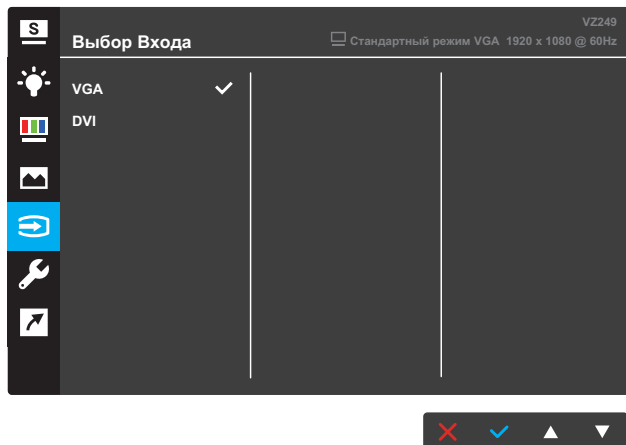 S
VZ249
Выбор Входа
Стандартный режим VGA 1920 x 1080 @ 60Hz
VGA
DVI